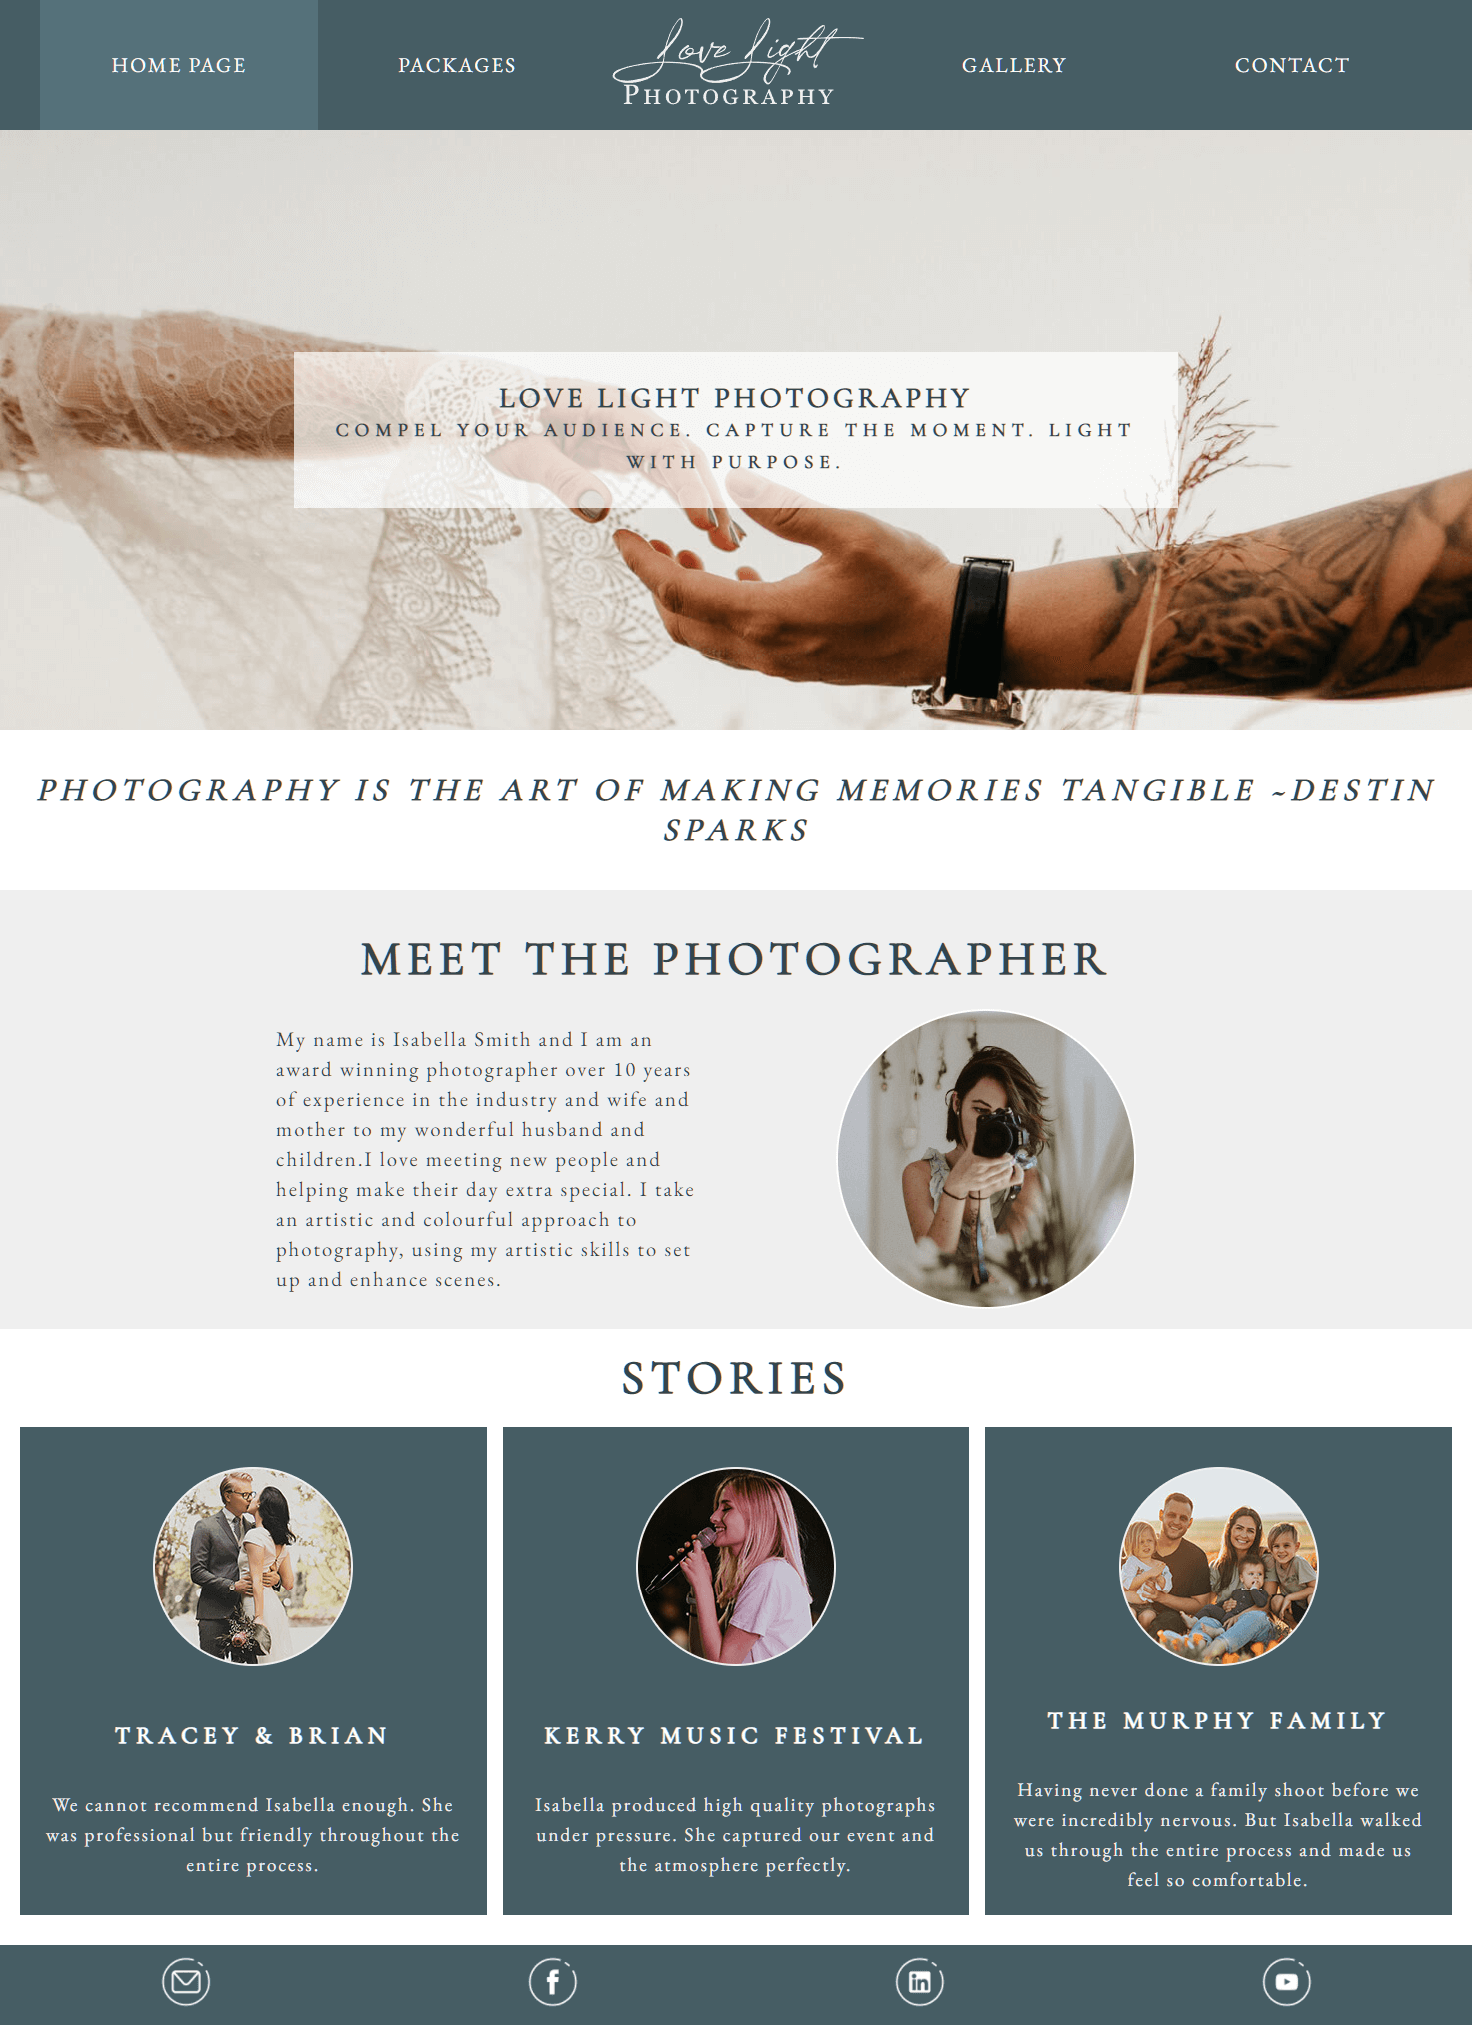 HOME PAGE
PACKAGES
Love Light
PHOTOGRAPHY
GALLERY
CONTACT
LOVE LIGHT PHOTOGRAPHY
COMPEL YOUR AUDIENCE. CAPTURE THE MOMENT. LIGHT
WITH PURPOSE.
PHOTOGRAPHY IS THE ART OF MAKING MEMORIES TANGIBLE ~DESTIN
SPARKS
MEET THE PHOTOGRAPHER
My name is Isabella Smith and I am an
award winning photographer over 10 years
of experience in the industry and wife and
mother to my wonderful husband and
children.I love meeting new people and
helping make their day extra special. I take
an artistic and colourful approach to
photography, using my artistic skills to set
up and enhance scenes.
STORIES
TRACEY & BRIAN
We cannot recommend Isabella enough. She
was professional but friendly throughout the
entire process.
KERRY MUSIC FESTIVAL
Isabella produced high quality photographs
under pressure. She captured our event and
the atmosphere perfectly.
THE MURPHY FAMILY
Having never done a family shoot before we
were incredibly nervous. But Isabella walked
us through the entire process and made us
feel so comfortable.